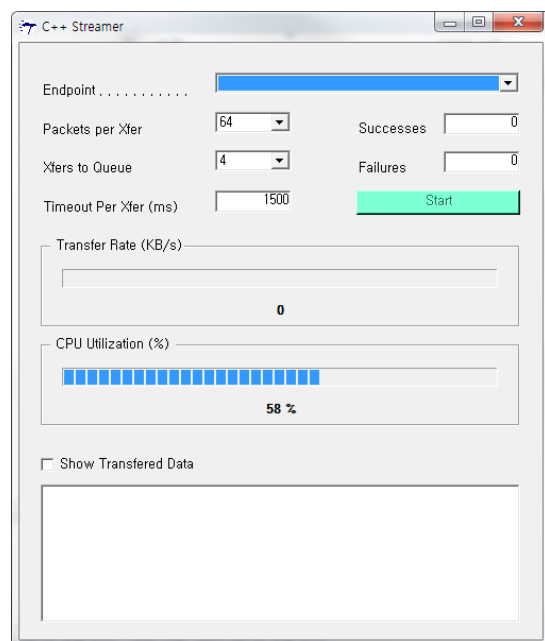 C++ Streamer
Endpoint . . . . . . . . . . .
Packets per Xfer 64 Successes 0
Xfers to Queue 4 Failures 0
Timeout Per Xfer (ms) 1500 Start
Transfer Rate (KB/s)
0
CPU Utilization (%)
58 %
Show Transfered Data